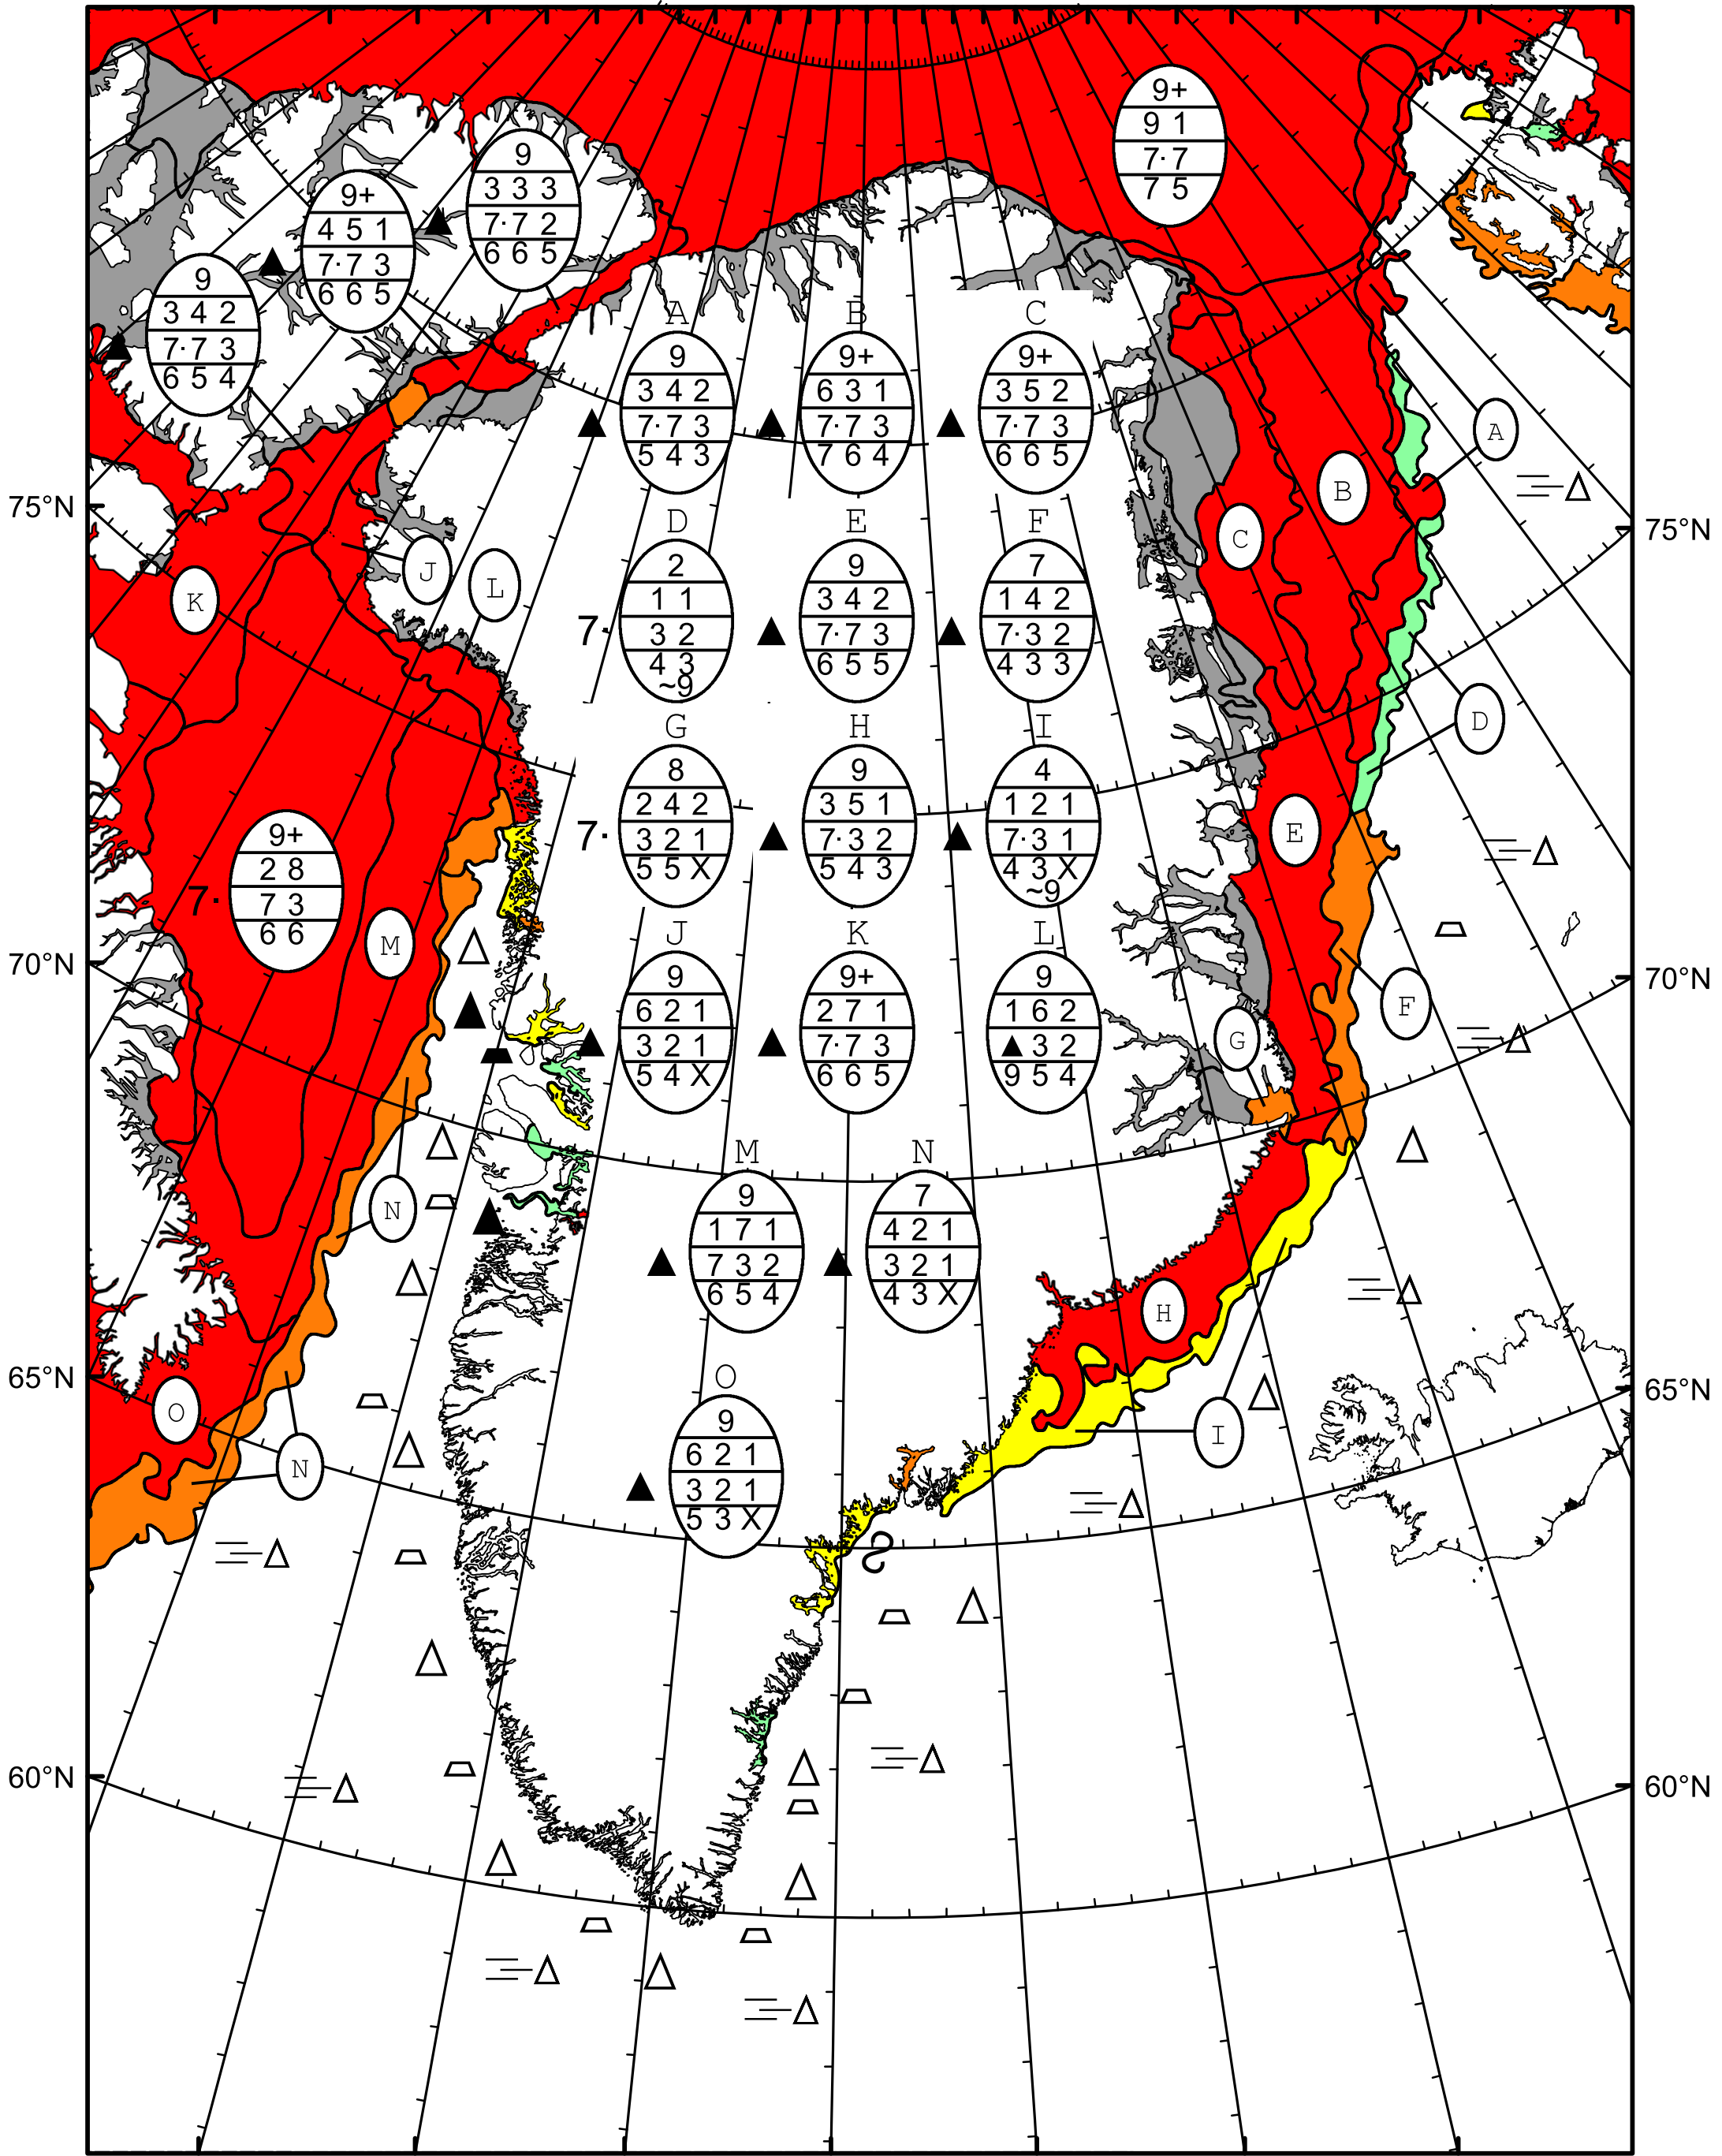 9+
9 1
7· 7
7 5
9
3 3 3
7· 7 2
6 6 5
9+
4 5 1
7· 7 3
6 6 5
9
3 4 2
7· 7 3
6 5 4
A
9
3 4 2
7· 7 3
5 4 3
B
9+
6 3 1
7· 7 3
7 6 4
C
9+
3 5 2
7· 7 3
6 6 5
A
B
C
75°N
75°N
D
2
1 1
7· 3 2
4 3
~9
E
9
3 4 2
7· 7 3
6 5 5
F
7
1 4 2
7· 3 2
4 3 3
J
L
K
D
G
8
2 4 2
7· 3 2 1
5 5 X
H
9
3 5 1
7· 3 2
5 4 3
I
4
1 2 1
7· 3 1
4 3 X
~9
E
9+
2 8
7· 7 3
6 6
M
70°N
70°N
J
9
6 2 1
3 2 1
5 4 X
K
9+
2 7 1
7· 7 3
6 6 5
L
9
1 6 2
▲ 3 2
9 5 4
F
G
M
9
1 7 1
7 3 2
6 5 4
N
7
4 2 1
3 2 1
4 3 X
N
H
65°N
65°N
O
9
6 2 1
3 2 1
5 3 X
O
I
N
60°N
60°N